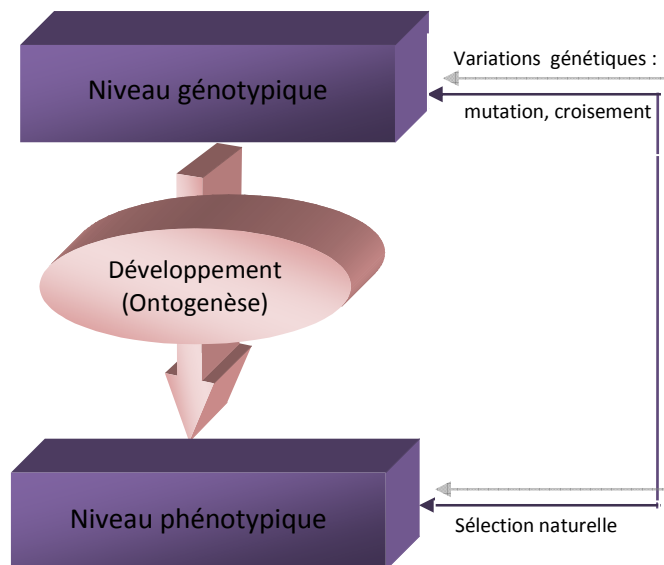 Niveau génotypique
Variations génétiques :
mutation, croisement
Développement
(Ontogenèse)
Niveau phénotypique
Sélection naturelle